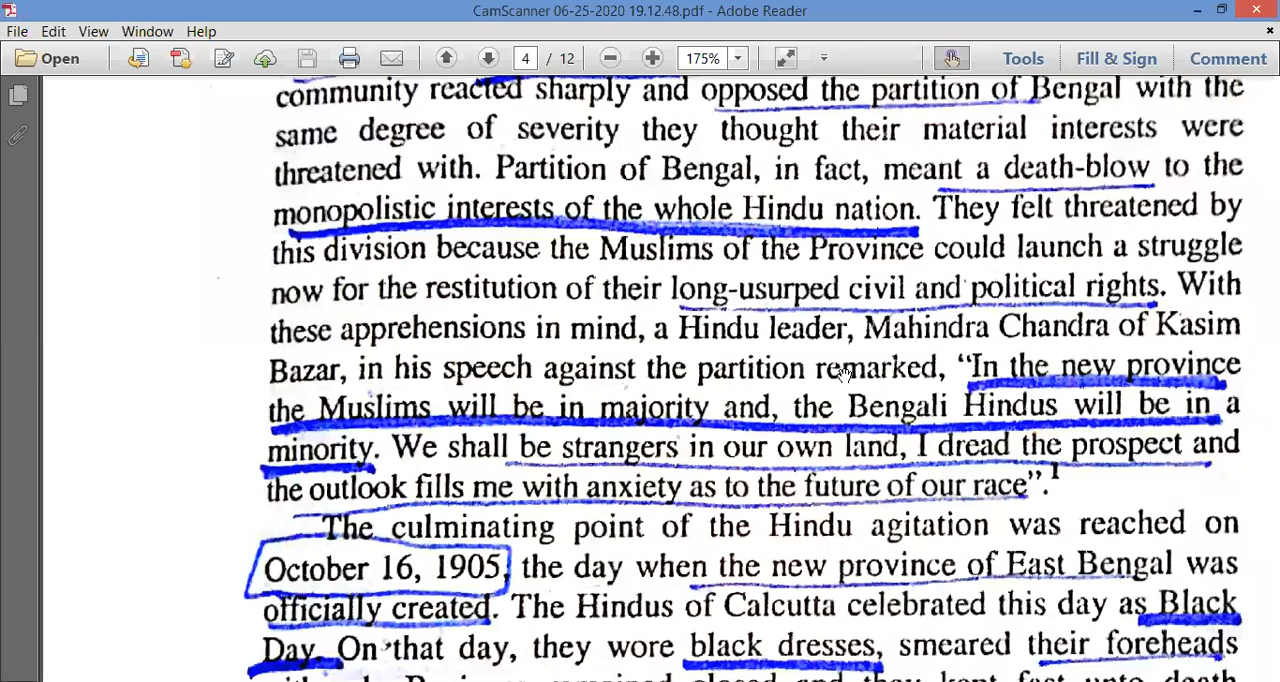 CamScanner 06-25-2020 19.12.48.pdf - Adobe Reader
File Edit View Window Help
Open 4 / 12 175% Tools Fill & Sign Comment
community reacted sharply and opposed the partition of Bengal with the
same degree of severity they thought their material interests were
threatened with. Partition of Bengal, in fact, meant a death-blow to the
monopolistic interests of the whole Hindu nation. They felt threatened by
this division because the Muslims of the Province could launch a struggle
now for the restitution of their long-usurped civil and political rights. With
these apprehensions in mind, a Hindu leader, Mahindra Chandra of Kasim
Bazar, in his speech against the partition remarked, “In the new province
the Muslims will be in majority and, the Bengali Hindus will be in a
minority. We shall be strangers in our own land, I dread the prospect and
the outlook fills me with anxiety as to the future of our race”.1
The culminating point of the Hindu agitation was reached on
October 16, 1905, the day when the new province of East Bengal was
officially created. The Hindus of Calcutta celebrated this day as Black
Day. On that day, they wore black dresses, smeared their foreheads